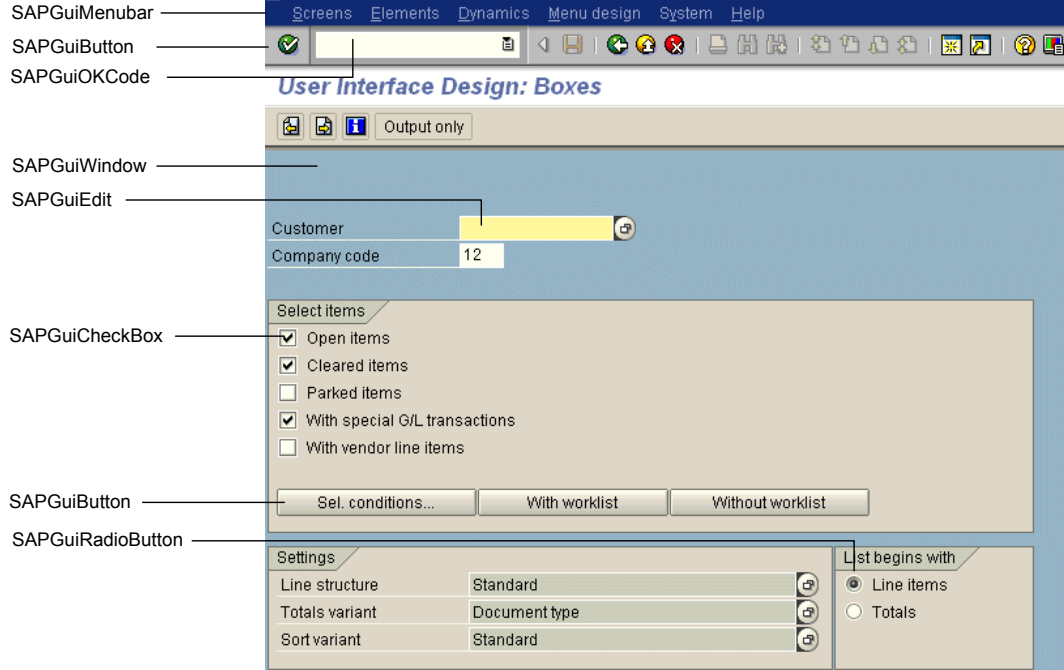 SAPGuiMenubar
Screens Elements Dynamics Menu design System Help
SAPGuiButton
SAPGuiOKCode
User Interface Design: Boxes
Output only
SAPGuiWindow
SAPGuiEdit
Customer
Company code 12
Select items
SAPGuiCheckBox
Open items
Cleared items
Parked items
With special G/L transactions
With vendor line items
SAPGuiButton
Sel. conditions... With worklist Without worklist
SAPGuiRadioButton
Settings List begins with
Line structure Standard Line items
Totals variant Document type Totals
Sort variant Standard